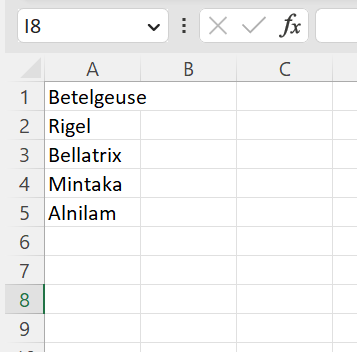 I8 fx
A B C
1 Betelgeuse
2 Rigel
3 Bellatrix
4 Mintaka
5 Alnilam
6
7
8
9